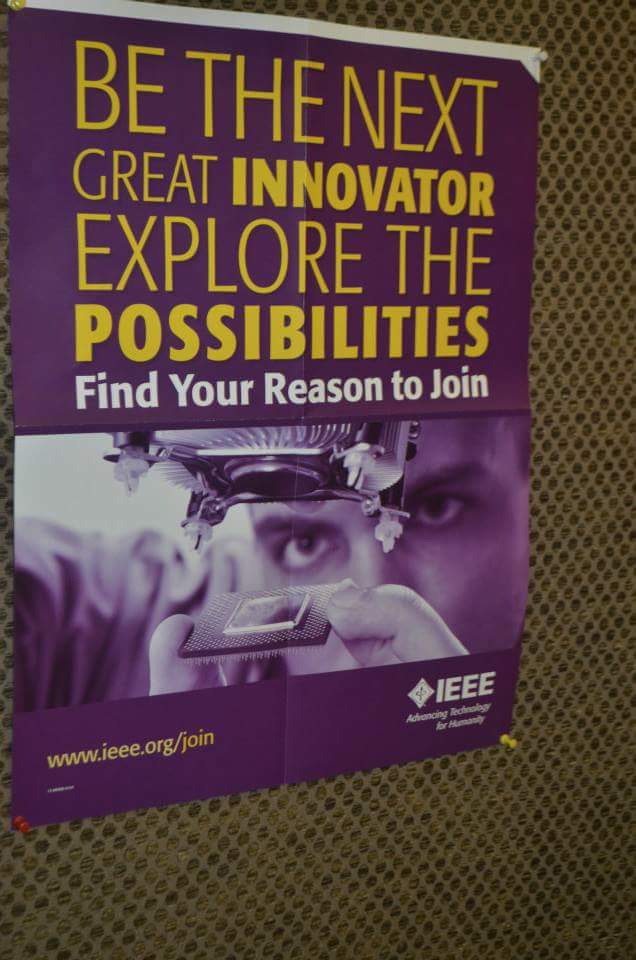 BE THE NEXT
GREAT INNOVATOR
EXPLORE THE
POSSIBILITIES
Find Your Reason to Join
IEEE
Advancing Technology
for Humanity
www.ieee.org/join